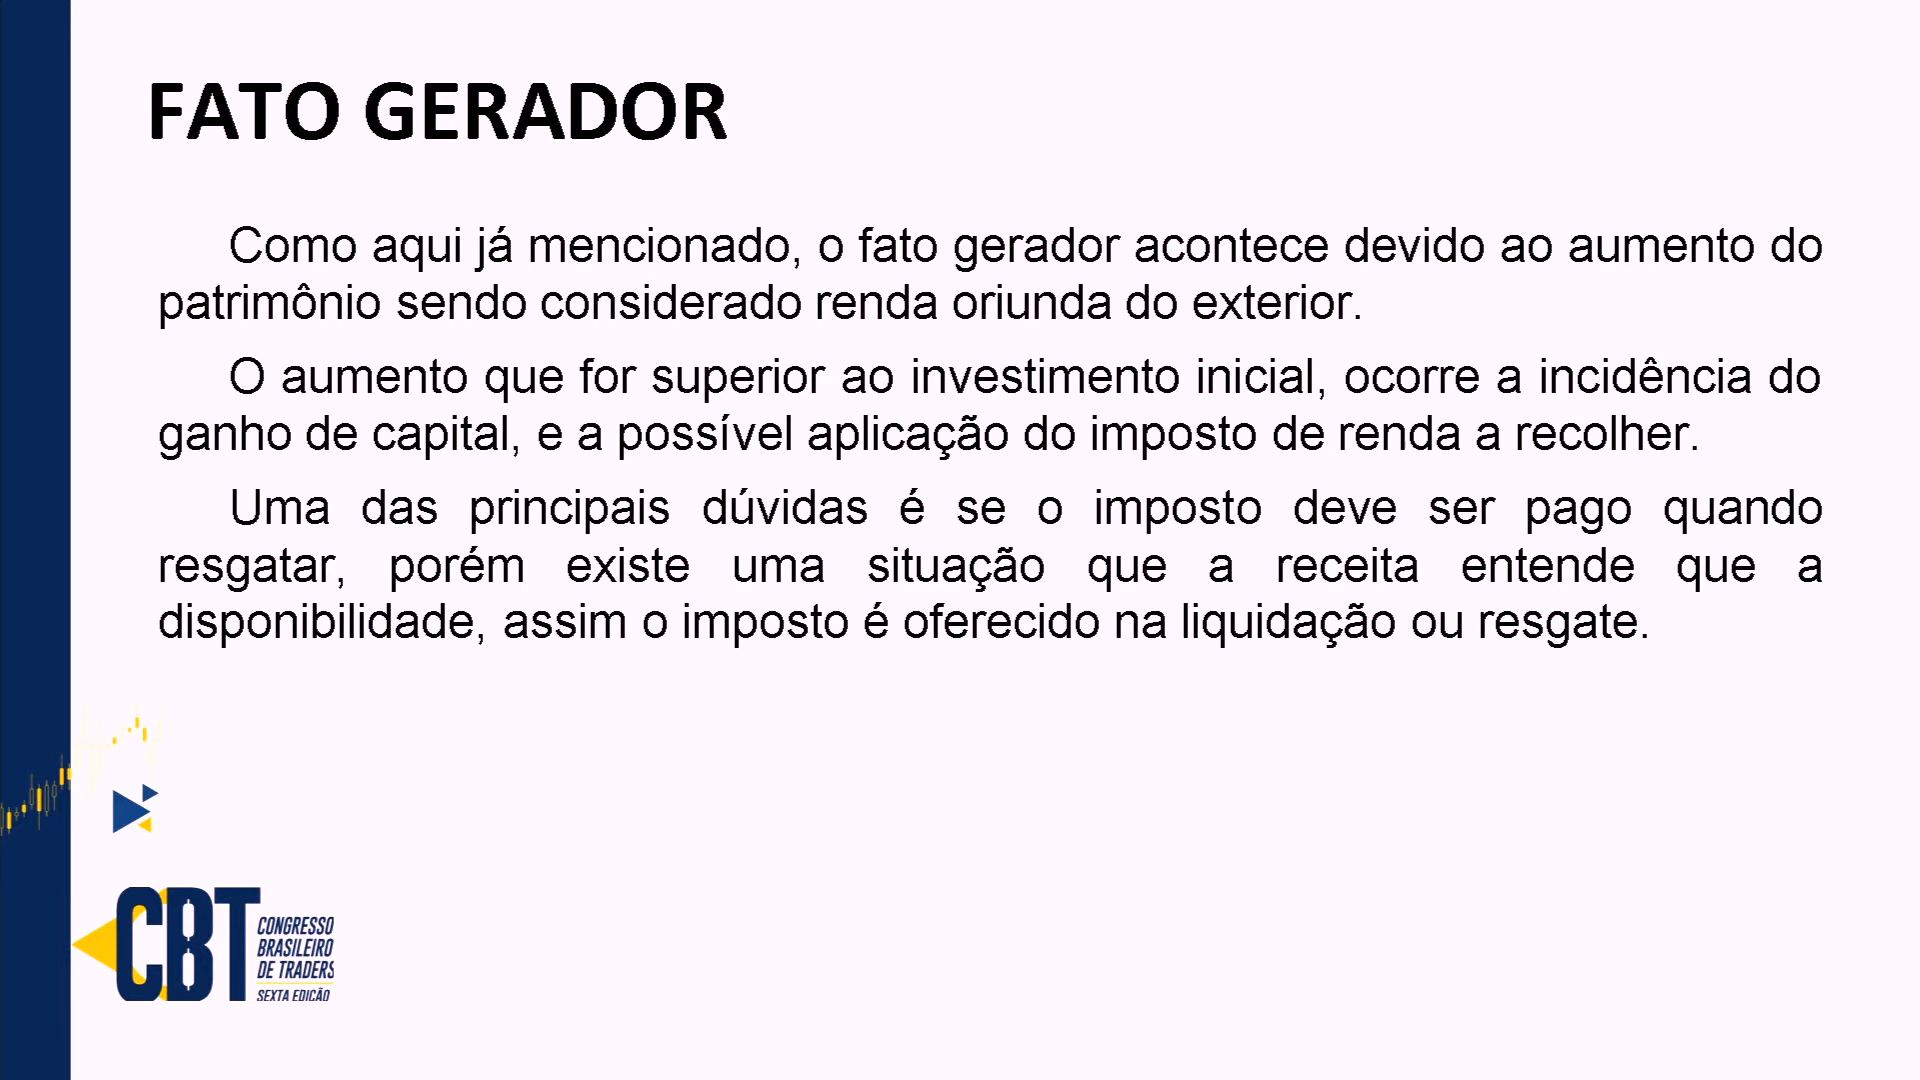 FATO GERADOR
Como aqui já mencionado, o fato gerador acontece devido ao aumento do
patrimônio sendo considerado renda oriunda do exterior.
O aumento que for superior ao investimento inicial, ocorre a incidência do
ganho de capital, e a possível aplicação do imposto de renda a recolher.
Uma das principais dúvidas é se o imposto deve ser pago quando
resgatar, porém existe uma situação que a receita entende que a
disponibilidade, assim o imposto é oferecido na liquidação ou resgate.
CBT
CONGRESSO
BRASILEIRO
DE TRADERS
SEXTA EDIÇÃO